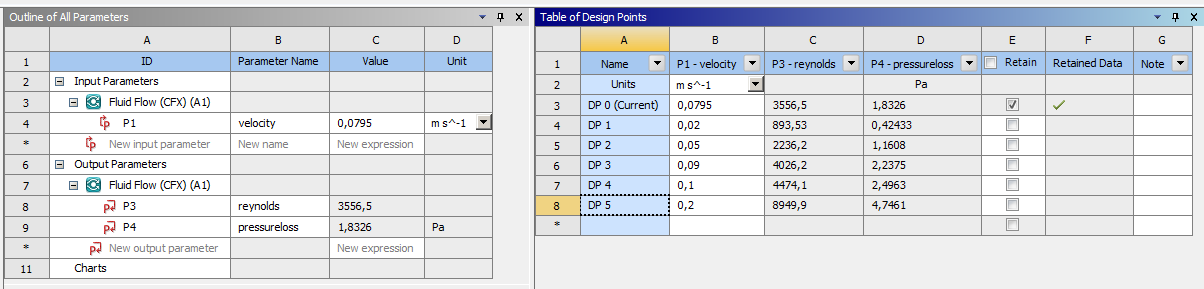 Outline of All Parameters
A B C D
1 ID Parameter Name Value Unit
2 Input Parameters
3 Fluid Flow (CFX) (A1)
4 P1 velocity 0,0795 m s^-1
* New input parameter New name New expression
6 Output Parameters
7 Fluid Flow (CFX) (A1)
8 P3 reynolds 3556,5
9 P4 pressureloss 1,8326 Pa
* New output parameter New expression
11 Charts
Table of Design Points
A B C D E F G
1 Name P1 - velocity P3 - reynolds P4 - pressureloss Retain Retained Data Note
2 Units m s^-1 Pa
3 DP 0 (Current) 0,0795 3556,5 1,8326
4 DP 1 0,02 893,53 0,42433
5 DP 2 0,05 2236,2 1,1608
6 DP 3 0,09 4026,2 2,2375
7 DP 4 0,1 4474,1 2,4963
8 DP 5 0,2 8949,9 4,7461
*